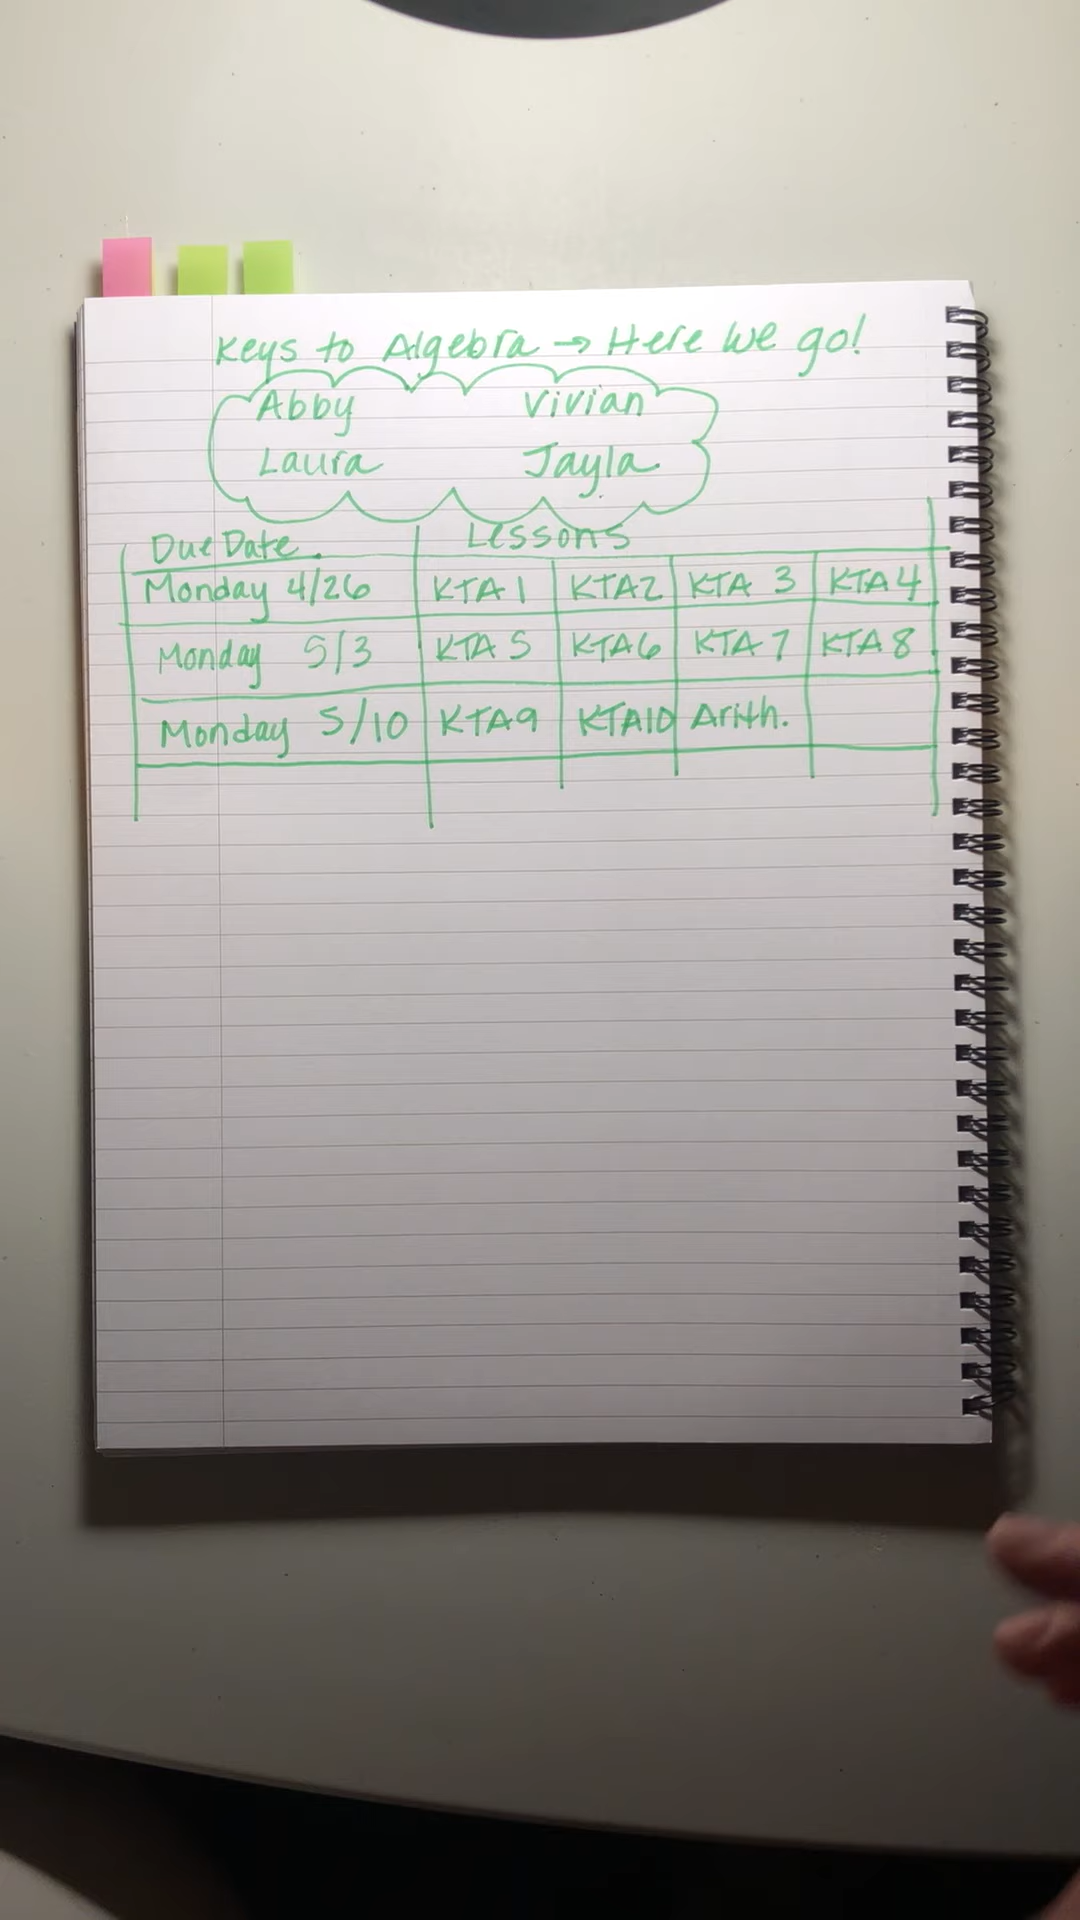 Keys to Algebra → Here we go!
Abby Vivian
Laura Jayla
Due Date Lessons
Monday 4/26 KTA 1 KTA2 KTA 3 KTA 4
Monday 5/3 KTA 5 KTA6 KTA 7 KTA 8
Monday 5/10 KTA9 KTA10 Arith.